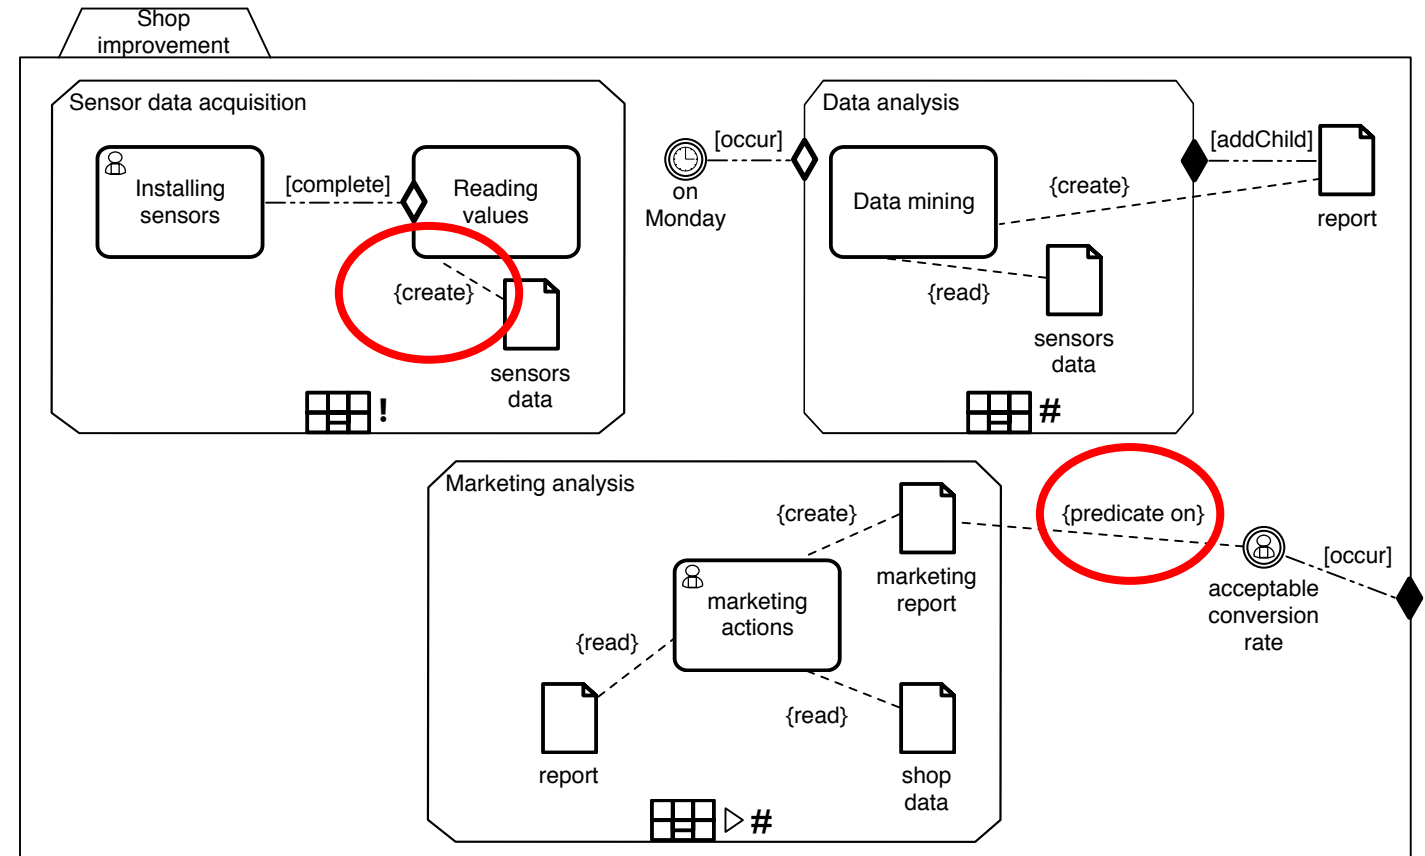 Shop
improvement
Sensor data acquisition
Installing
sensors
[complete]
Reading
values
{create}
sensors
data
!
[occur]
on
Monday
Data analysis
Data mining
{read}
sensors
data
#
{create}
[addChild]
report
Marketing analysis
{create}
marketing
report
marketing
actions
{read}
report
{read}
shop
data
#
{predicate on}
acceptable
conversion
rate
[occur]